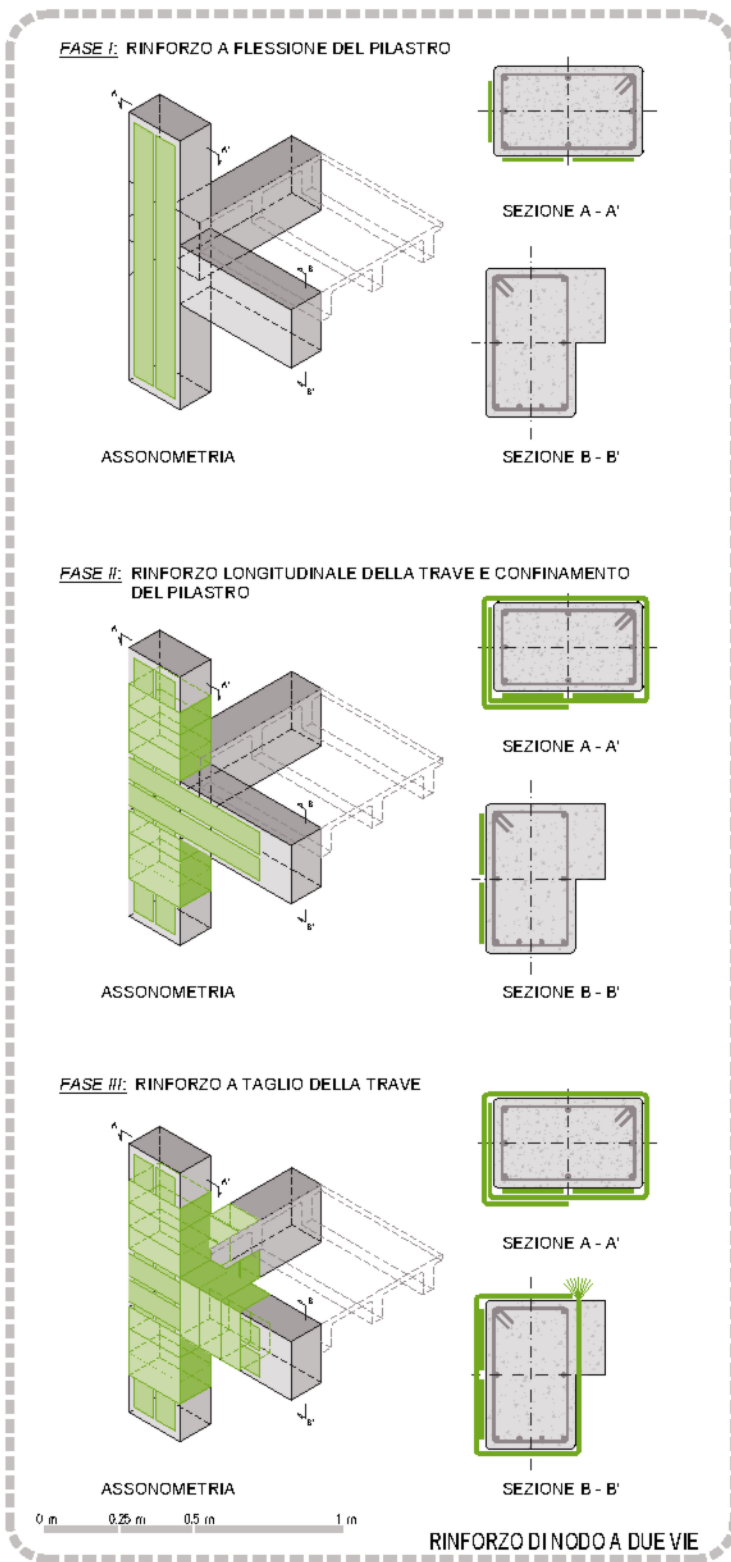 FASE I: RINFORZO A FLESSIONE DEL PILASTRO
A
A'
B
B'
SEZIONE A - A'
ASSONOMETRIA
SEZIONE B - B'
FASE II: RINFORZO LONGITUDINALE DELLA TRAVE E CONFINAMENTO
DEL PILASTRO
A
A'
B
B'
SEZIONE A - A'
ASSONOMETRIA
SEZIONE B - B'
FASE III: RINFORZO A TAGLIO DELLA TRAVE
A
A'
B
B'
SEZIONE A - A'
ASSONOMETRIA
SEZIONE B - B'
0 m 0.25 m 0.5 m 1 m
RINFORZO DI NODO A DUE VIE